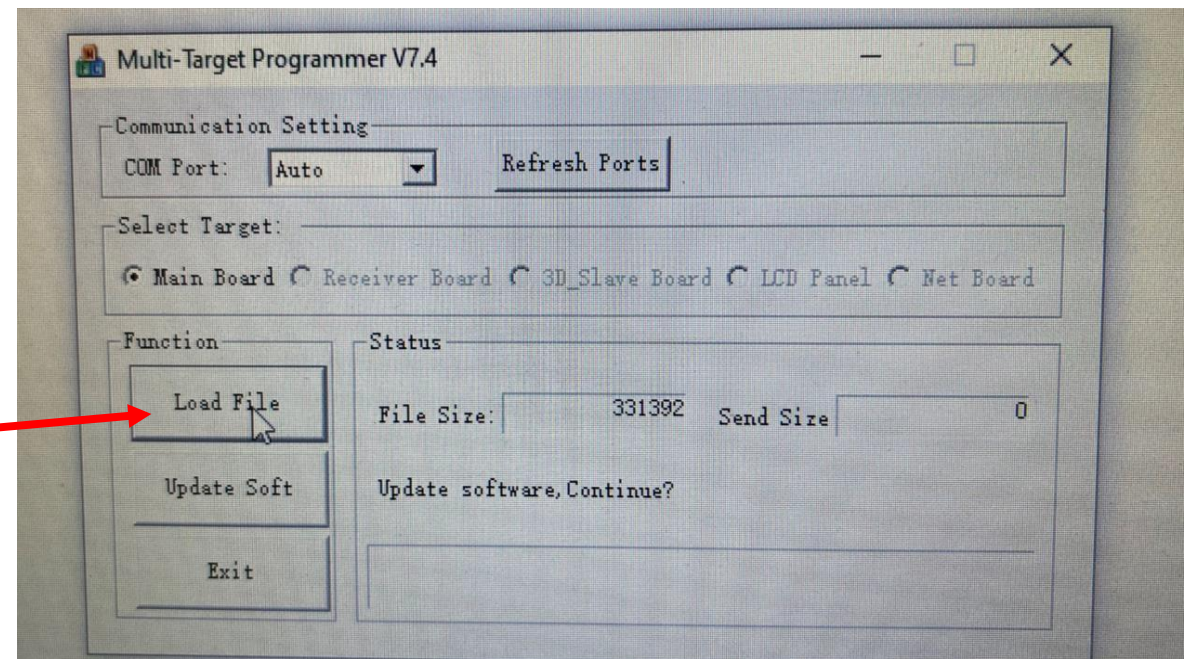 Multi-Target Programmer V7.4
Communication Setting
COM Port: Auto Refresh Ports
Select Target:
Main Board Receiver Board 3D_Slave Board LCD Panel Net Board
Function
Status
Load File
File Size: 331392 Send Size 0
Update Soft
Update software,Continue?
Exit